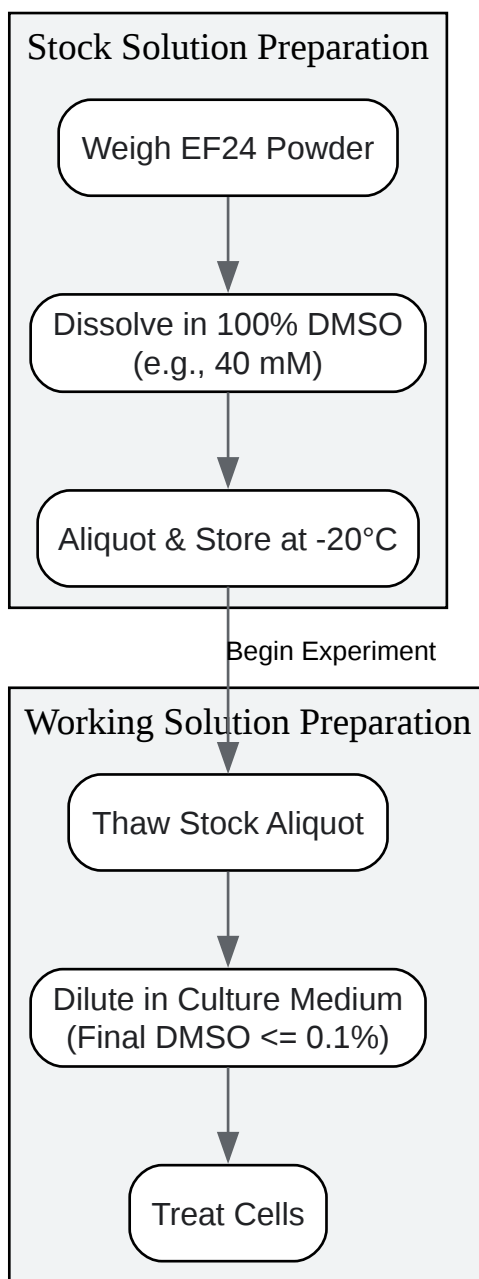 Stock Solution Preparation
Weigh EF24 Powder
Dissolve in 100% DMSO
(e.g., 40 mM)
Aliquot & Store at -20°C
Begin Experiment
Working Solution Preparation
Thaw Stock Aliquot
Dilute in Culture Medium
(Final DMSO <= 0.1%)
Treat Cells